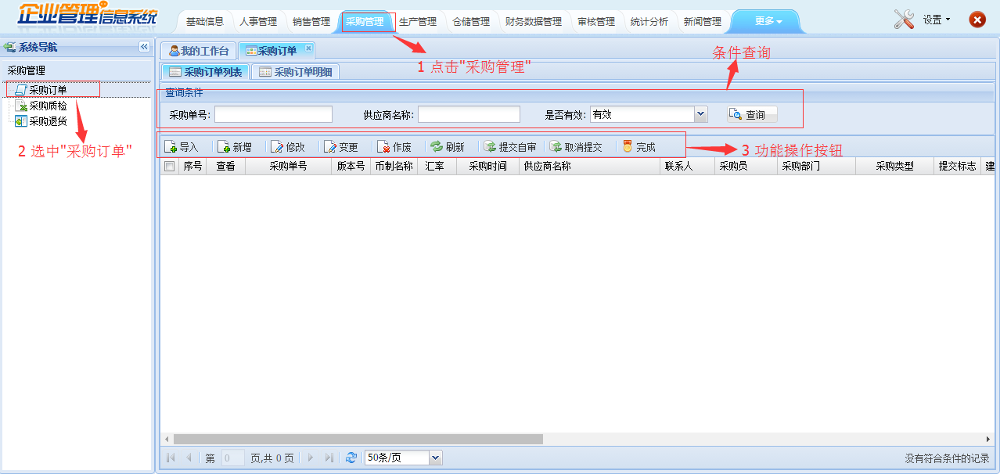 企业管理信息系统
基础信息 人事管理 销售管理 采购管理 生产管理 仓储管理 财务数据管理 审核管理 统计分析 新闻管理 更多 设置
系统导航
采购管理
采购订单
采购质检
采购退货
2 选中"采购订单"
我的工作台 采购订单
1 点击"采购管理"
条件查询
采购订单列表 采购订单明细
查询条件
采购单号: 供应商名称: 是否有效: 有效 查询
导入 新增 修改 变更 作废 刷新 提交自审 取消提交 完成
3 功能操作按钮
序号 查看 采购单号 版本号 币制名称 汇率 采购时间 供应商名称 联系人 采购员 采购部门 采购类型 提交标志 建
第 0 页,共 0 页 50条/页 没有符合条件的记录